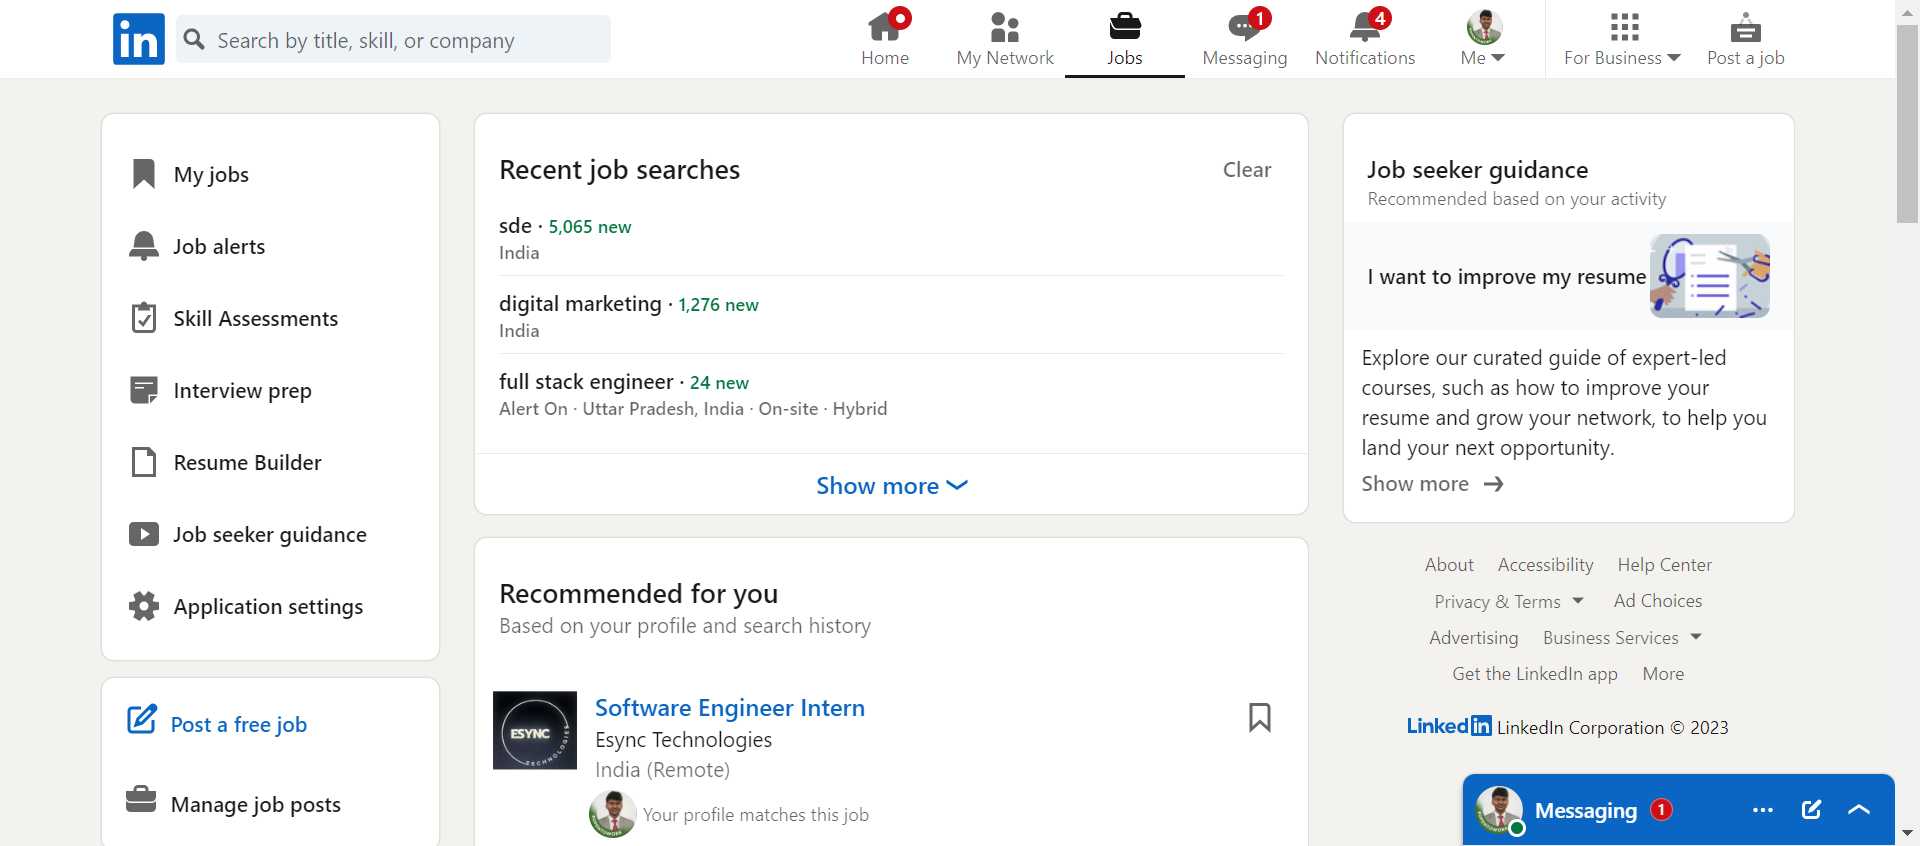 in
Search by title, skill, or company
Home
My Network
Jobs
1
Messaging
4
Notifications
Me
For Business
Post a job
My jobs
Job alerts
Skill Assessments
Interview prep
Resume Builder
Job seeker guidance
Application settings
Post a free job
Manage job posts
Recent job searches
Clear
sde · 5,065 new
India
digital marketing · 1,276 new
India
full stack engineer · 24 new
Alert On · Uttar Pradesh, India · On-site · Hybrid
Show more
Recommended for you
Based on your profile and search history
ESYNC
TECHNOLOGIES
Software Engineer Intern
Esync Technologies
India (Remote)
Your profile matches this job
Job seeker guidance
Recommended based on your activity
I want to improve my resume
Explore our curated guide of expert-led
courses, such as how to improve your
resume and grow your network, to help you
land your next opportunity.
Show more
About Accessibility Help Center
Privacy & Terms Ad Choices
Advertising Business Services
Get the LinkedIn app More
Linked in LinkedIn Corporation © 2023
Messaging 1